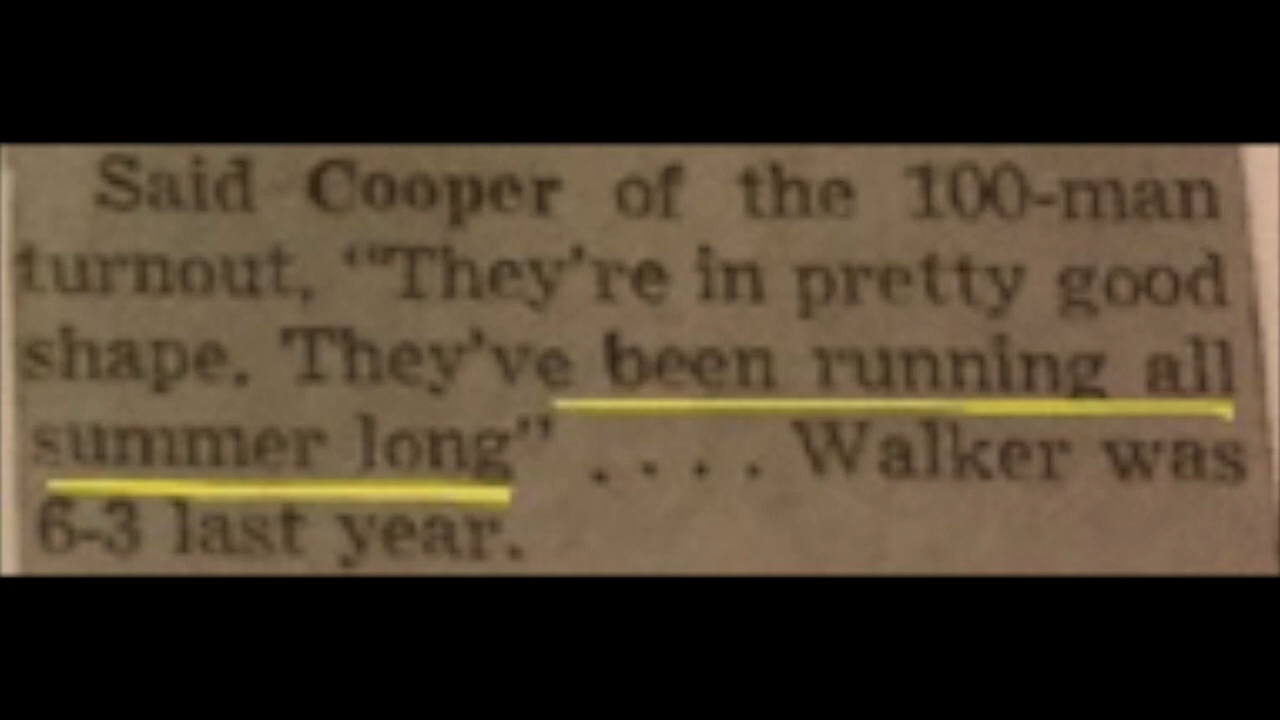 Said Cooper of the 100-man
turnout, "They're in pretty good
shape. They've been running all
summer long" . . . . Walker was
6-3 last year.